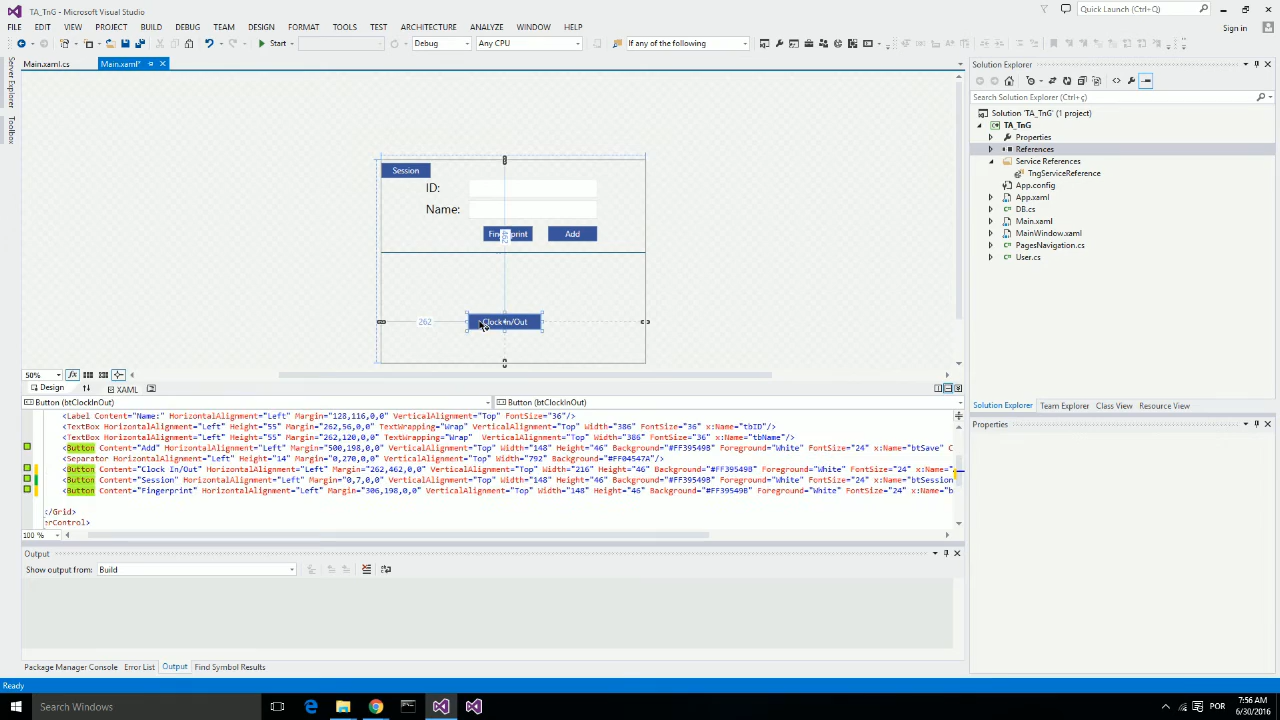 TA_TnG - Microsoft Visual Studio
Quick Launch (Ctrl+Q)
FILE EDIT VIEW PROJECT BUILD DEBUG TEAM DESIGN FORMAT TOOLS TEST ARCHITECTURE ANALYZE WINDOW HELP
Sign in
Start Debug Any CPU If any of the following
Server Explorer
Toolbox
Main.xaml.cs Main.xaml*
Session
ID:
Name:
Add
262
Clock In/Out
50%
Design XAML
Button (btClockInOut) Button (btClockInOut)
<Label Content="Name:" HorizontalAlignment="Left" Margin="128,116,0,0" VerticalAlignment="Top" FontSize="36"/>
<TextBox HorizontalAlignment="Left" Height="55" Margin="262,56,0,0" TextWrapping="Wrap" VerticalAlignment="Top" Width="386" FontSize="36" x:Name="tbID"/>
<TextBox HorizontalAlignment="Left" Height="55" Margin="262,120,0,0" TextWrapping="Wrap" VerticalAlignment="Top" Width="386" FontSize="36" x:Name="tbName"/>
<Button Content="Add" HorizontalAlignment="Left" Margin="500,198,0,0" VerticalAlignment="Top" Width="148" Height="46" Background="#FF39549B" Foreground="White" FontSize="24" x:Name="btSave" C
<Separator HorizontalAlignment="Left" Height="14" Margin="0,270,0,0" VerticalAlignment="Top" Width="792" Background="#FF04547A"/>
<Button Content="Clock In/Out" HorizontalAlignment="Left" Margin="262,462,0,0" VerticalAlignment="Top" Width="216" Height="46" Background="#FF39549B" Foreground="White" FontSize="24" x:Name=
<Button Content="Session" HorizontalAlignment="Left" Margin="0,7,0,0" VerticalAlignment="Top" Width="148" Height="46" Background="#FF39549B" Foreground="White" FontSize="24" x:Name="btSession
<Button Content="Fingerprint" HorizontalAlignment="Left" Margin="306,198,0,0" VerticalAlignment="Top" Width="148" Height="46" Background="#FF39549B" Foreground="White" FontSize="24" x:Name="b
</Grid>
erControl>
100 %
Output
Show output from: Build
Package Manager Console Error List Output Find Symbol Results
Ready
Solution Explorer
Search Solution Explorer (Ctrl+ç)
Solution 'TA_TnG' (1 project)
TA_TnG
Properties
References
Service References
TngServiceReference
App.config
App.xaml
DB.cs
Main.xaml
MainWindow.xaml
PagesNavigation.cs
User.cs
Solution Explorer Team Explorer Class View Resource View
Properties
Search Windows
POR
7:56 AM
6/30/2016